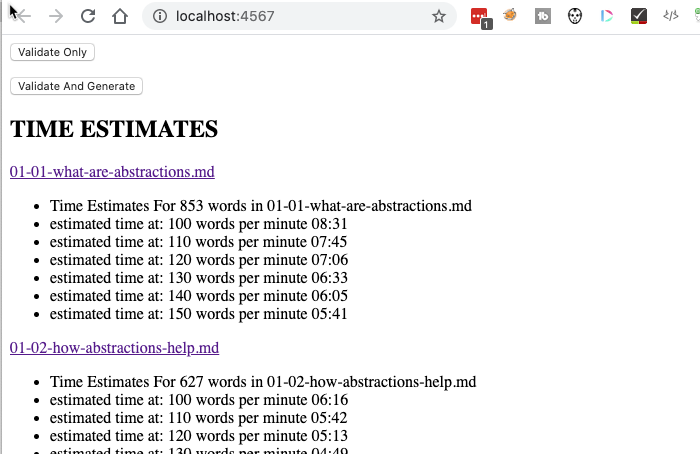 localhost:4567
1
tb
</>
Validate Only
Validate And Generate
TIME ESTIMATES
01-01-what-are-abstractions.md
• Time Estimates For 853 words in 01-01-what-are-abstractions.md
• estimated time at: 100 words per minute 08:31
• estimated time at: 110 words per minute 07:45
• estimated time at: 120 words per minute 07:06
• estimated time at: 130 words per minute 06:33
• estimated time at: 140 words per minute 06:05
• estimated time at: 150 words per minute 05:41
01-02-how-abstractions-help.md
• Time Estimates For 627 words in 01-02-how-abstractions-help.md
• estimated time at: 100 words per minute 06:16
• estimated time at: 110 words per minute 05:42
• estimated time at: 120 words per minute 05:13
• estimated time at: 130 words per minute 04:49